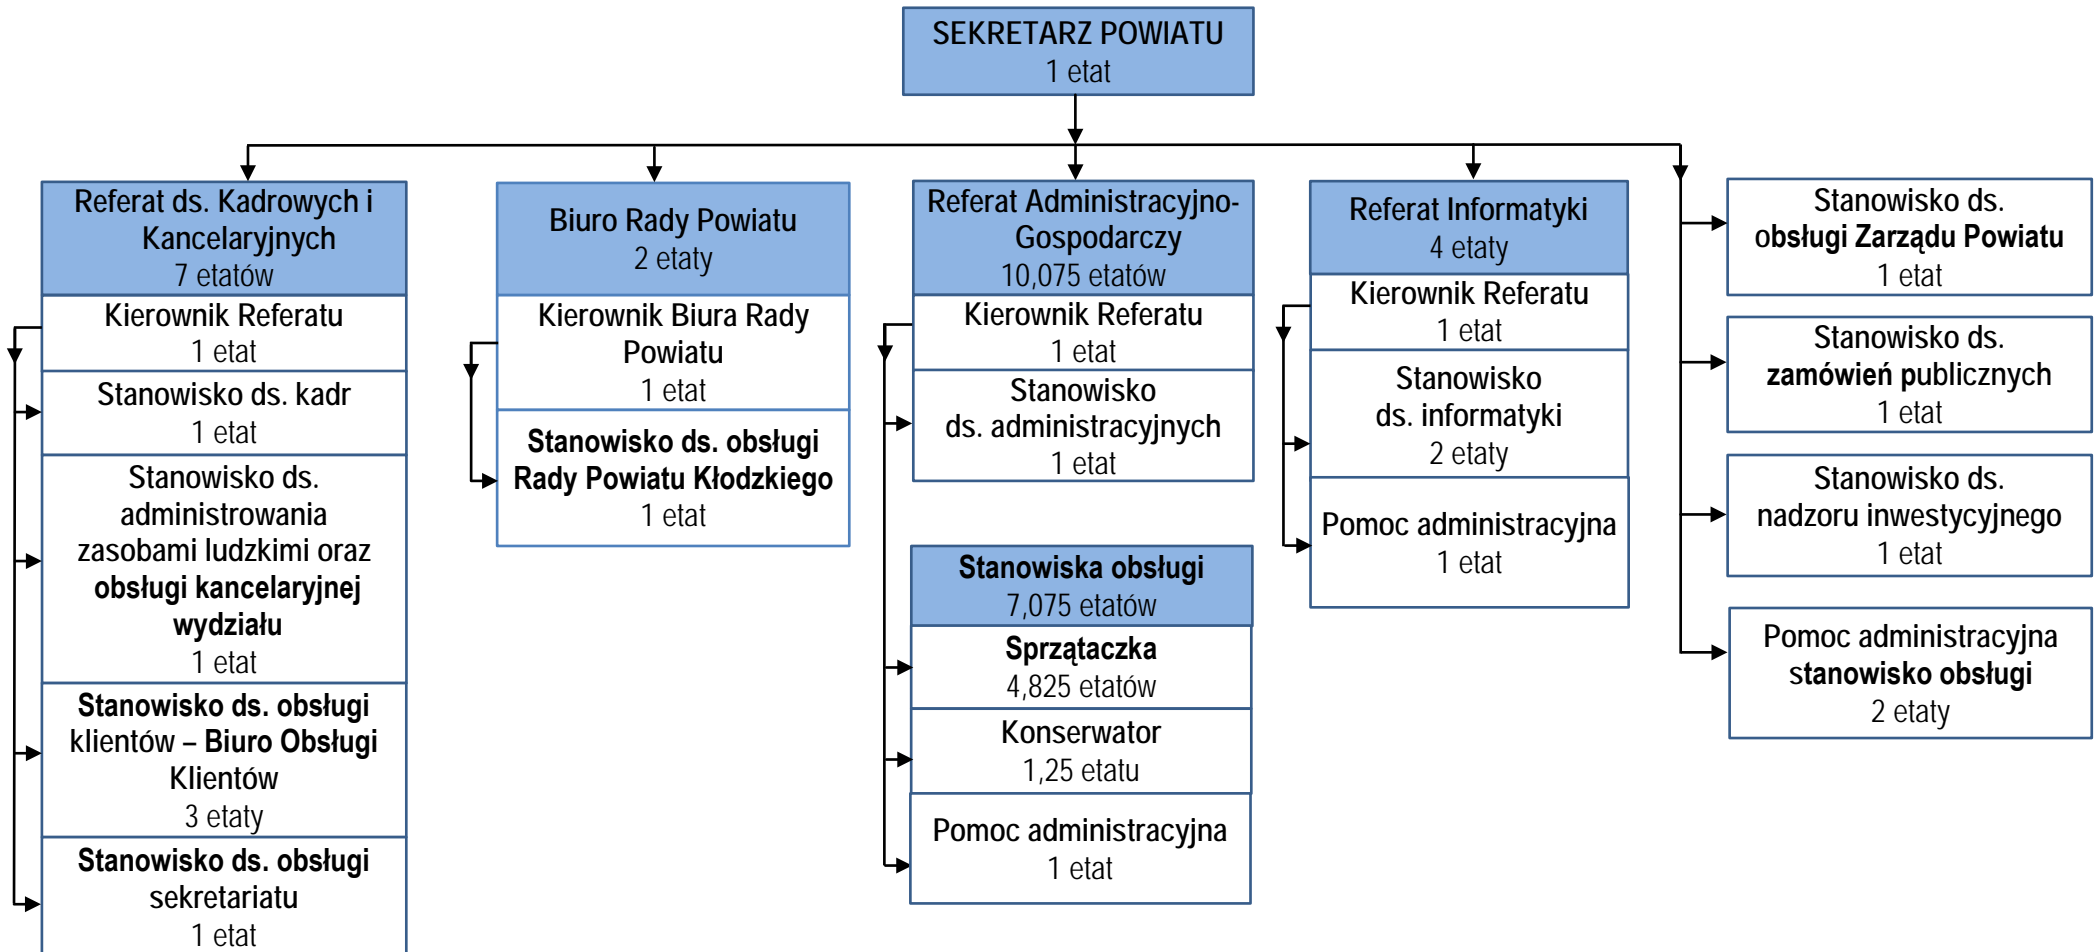 SEKRETARZ POWIATU
1 etat
Referat ds. Kadrowych i
Kancelaryjnych
7 etatów
Kierownik Referatu
1 etat
Stanowisko ds. kadr
1 etat
Stanowisko ds.
administrowania
zasobami ludzkimi oraz
obsługi kancelaryjnej
wydziału
1 etat
Stanowisko ds. obsługi
klientów – Biuro Obsługi
Klientów
3 etaty
Stanowisko ds. obsługi
sekretariatu
1 etat
Biuro Rady Powiatu
2 etaty
Kierownik Biura Rady
Powiatu
1 etat
Stanowisko ds. obsługi
Rady Powiatu Kłodzkiego
1 etat
Referat Administracyjno-
Gospodarczy
10,075 etatów
Kierownik Referatu
1 etat
Stanowisko
ds. administracyjnych
1 etat
Stanowiska obsługi
7,075 etatów
Sprzątaczka
4,825 etatów
Konserwator
1,25 etatu
Pomoc administracyjna
1 etat
Referat Informatyki
4 etaty
Kierownik Referatu
1 etat
Stanowisko
ds. informatyki
2 etaty
Pomoc administracyjna
1 etat
Stanowisko ds.
obsługi Zarządu Powiatu
1 etat
Stanowisko ds.
zamówień publicznych
1 etat
Stanowisko ds.
nadzoru inwestycyjnego
1 etat
Pomoc administracyjna
stanowisko obsługi
2 etaty